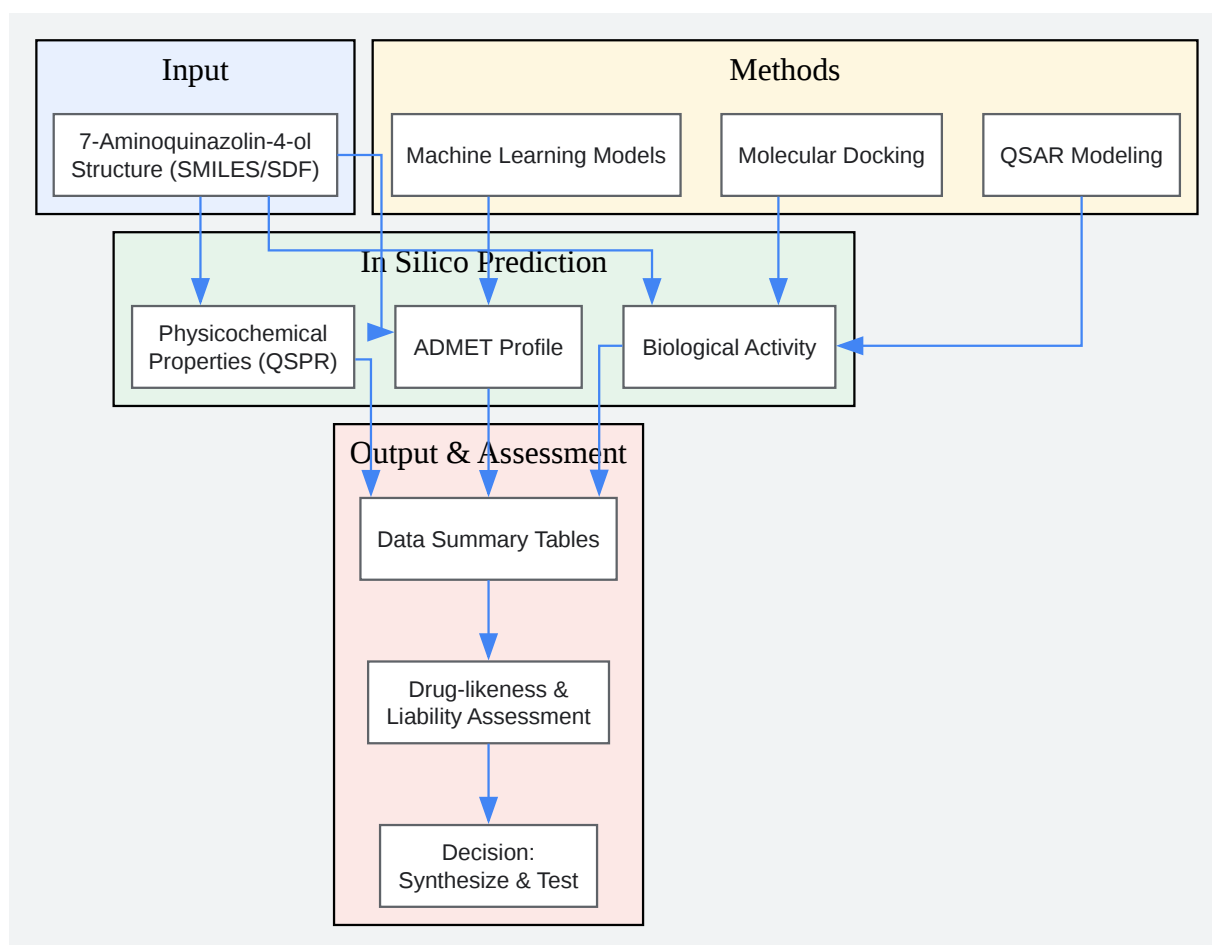 Input
Methods
7-Aminoquinazolin-4-ol
Structure (SMILES/SDF)
Machine Learning Models
Molecular Docking
QSAR Modeling
In Silico Prediction
Physicochemical
Properties (QSPR)
ADMET Profile
Biological Activity
Output & Assessment
Data Summary Tables
Drug-likeness &
Liability Assessment
Decision:
Synthesize & Test